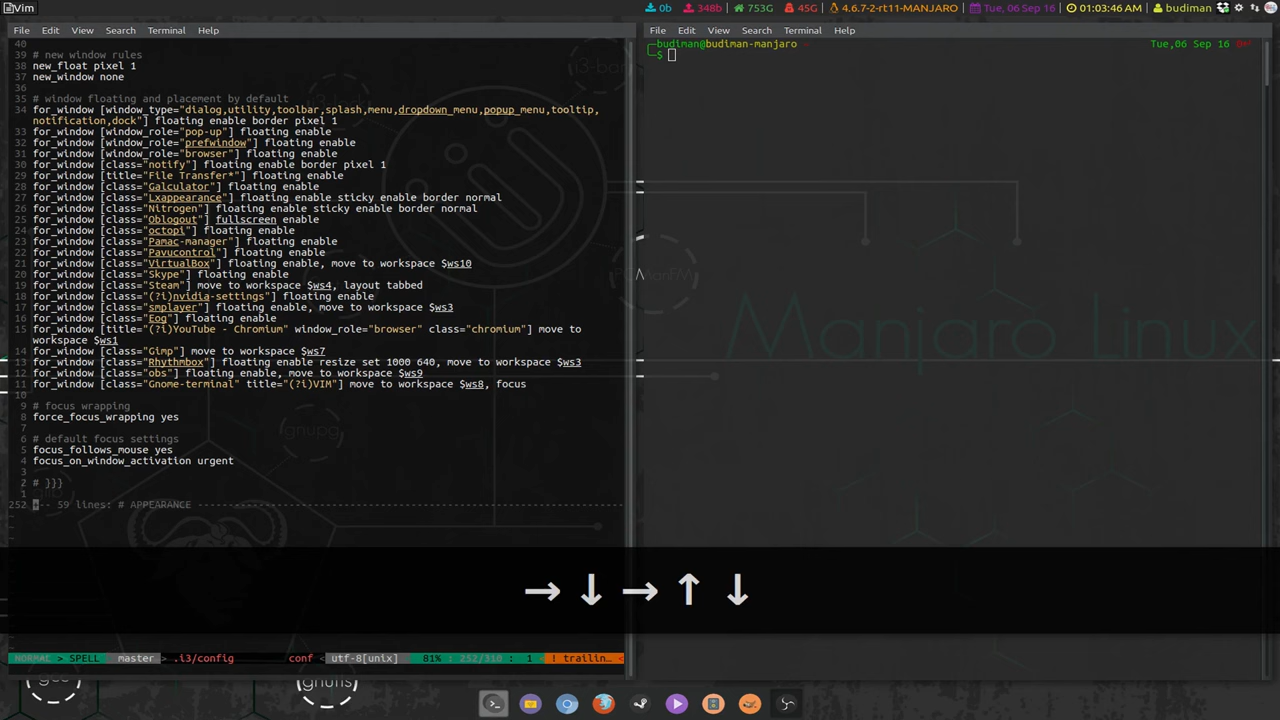 Vim
0b 348b 753G 45G 4.6.7-2-rt11-MANJARO Tue, 06 Sep 16 01:03:46 AM budiman
File Edit View Search Terminal Help
40
39 # new window rules
38 new_float pixel 1
37 new_window none
36
35 # window floating and placement by default
34 for_window [window_type="dialog,utility,toolbar,splash,menu,dropdown_menu,popup_menu,tooltip,
notification,dock"] floating enable border pixel 1
33 for_window [window_role="pop-up"] floating enable
32 for_window [window_role="prefwindow"] floating enable
31 for_window [window_role="browser"] floating enable
30 for_window [class="notify"] floating enable border pixel 1
29 for_window [title="File Transfer*"] floating enable
28 for_window [class="Galculator"] floating enable
27 for_window [class="Lxappearance"] floating enable sticky enable border normal
26 for_window [class="Nitrogen"] floating enable sticky enable border normal
25 for_window [class="Oblogout"] fullscreen enable
24 for_window [class="octopi"] floating enable
23 for_window [class="Pamac-manager"] floating enable
22 for_window [class="Pavucontrol"] floating enable
21 for_window [class="VirtualBox"] floating enable, move to workspace $ws10
20 for_window [class="Skype"] floating enable
19 for_window [class="Steam"] move to workspace $ws4, layout tabbed
18 for_window [class="(?i)nvidia-settings"] floating enable
17 for_window [class="smplayer"] floating enable, move to workspace $ws3
16 for_window [class="Eog"] floating enable
15 for_window [title="(?i)YouTube - Chromium" window_role="browser" class="chromium"] move to
workspace $ws1
14 for_window [class="Gimp"] move to workspace $ws7
13 for_window [class="Rhythmbox"] floating enable resize set 1000 640, move to workspace $ws3
12 for_window [class="obs"] floating enable, move to workspace $ws9
11 for_window [class="Gnome-terminal" title="(?i)VIM"] move to workspace $ws8, focus
10
9 # focus wrapping
8 force_focus_wrapping yes
7
6 # default focus settings
5 focus_follows_mouse yes
4 focus_on_window_activation urgent
3
2 # }}}
1
252 +-- 59 lines: # APPEARANCE
NORMAL > SPELL master > .i3/config conf < utf-8[unix] 81% : 252/310 : 1 < ! trailin… <
File Edit View Search Terminal Help
budiman@budiman-manjaro ~ Tue,06 Sep 16
$
i3-ba
PCManFM
Manjaro Linux
gnupg
→ ↓ → ↑ ↓
gcc